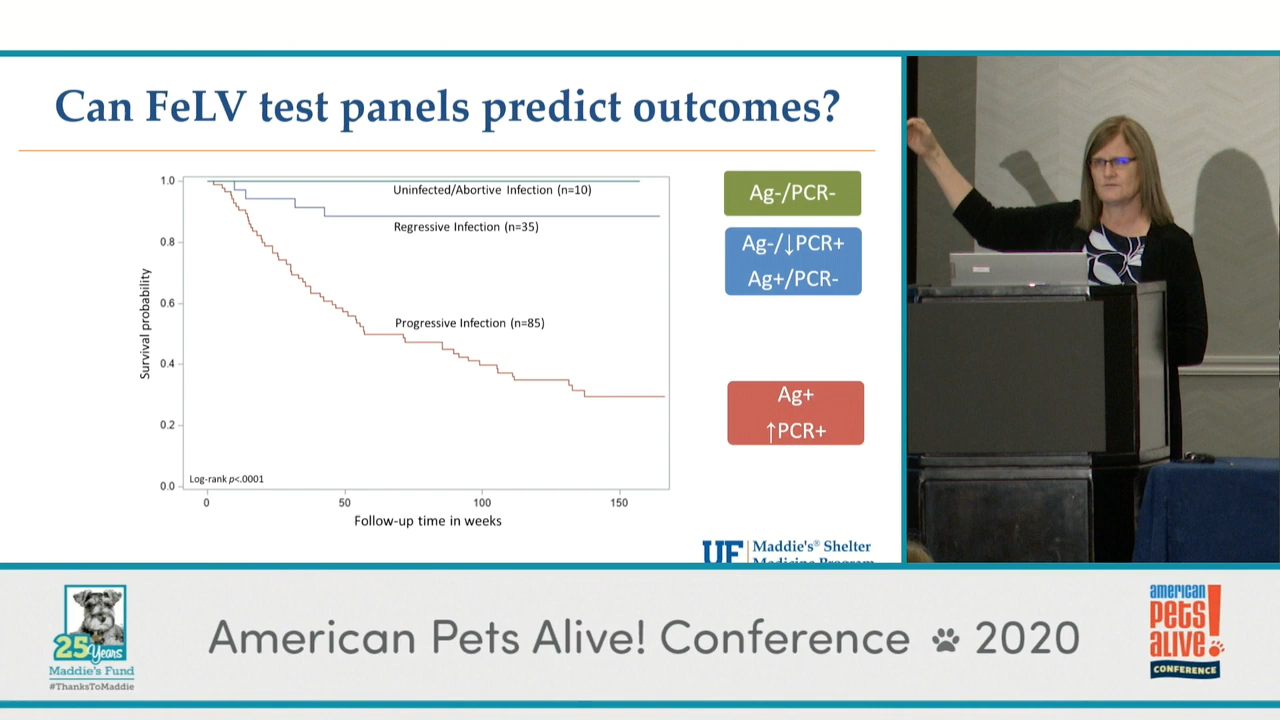 Can FeLV test panels predict outcomes?
1.0
0.8
0.6
0.4
0.2
0.0
Survival probability
Uninfected/Abortive Infection (n=10)
Regressive Infection (n=35)
Progressive Infection (n=85)
Log-rank p<.0001
0
50
100
150
Follow-up time in weeks
Ag-/PCR-
Ag-/↓PCR+
Ag+/PCR-
Ag+
↑PCR+
UF
Maddie's® Shelter
Medicine Program
25 Years
Maddie's Fund
#ThanksToMaddie
American Pets Alive! Conference 2020
american
pets
alive!
CONFERENCE